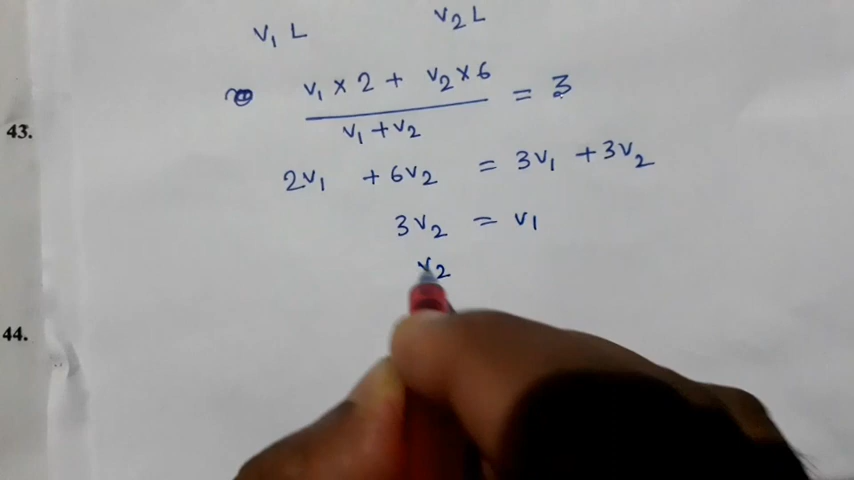 V₁ L V₂ L
V₁ × 2 + V₂ × 6 = 3
V₁ + V₂
43.
2V₁ + 6V₂ = 3V₁ + 3V₂
3V₂ = V₁
V₂
44.